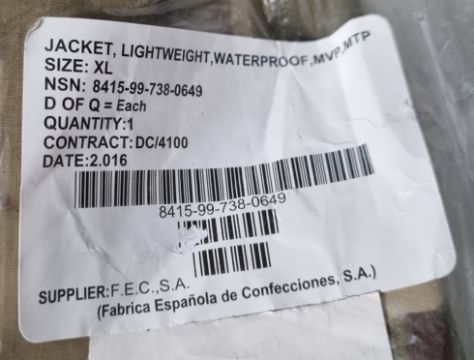 JACKET, LIGHTWEIGHT,WATERPROOF,MVP,MTP
SIZE: XL
NSN: 8415-99-738-0649
D OF Q = Each
QUANTITY:1
CONTRACT:DC/4100
DATE:2.016
8415-99-738-0649
SUPPLIER:F.E.C.,S.A.
(Fabrica Española de Confecciones, S.A.)